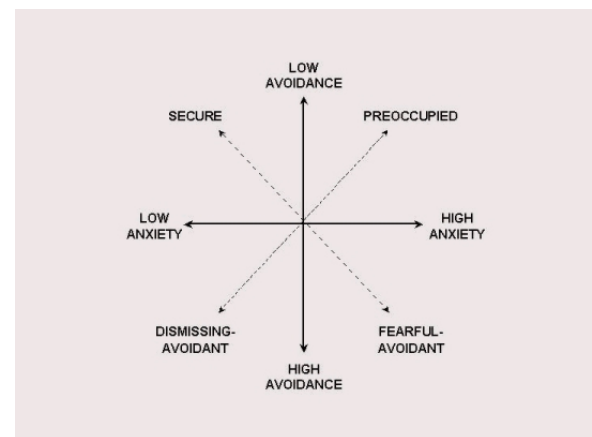 LOW
AVOIDANCE
SECURE
PREOCCUPIED
LOW
ANXIETY
HIGH
ANXIETY
DISMISSING-
AVOIDANT
FEARFUL-
AVOIDANT
HIGH
AVOIDANCE